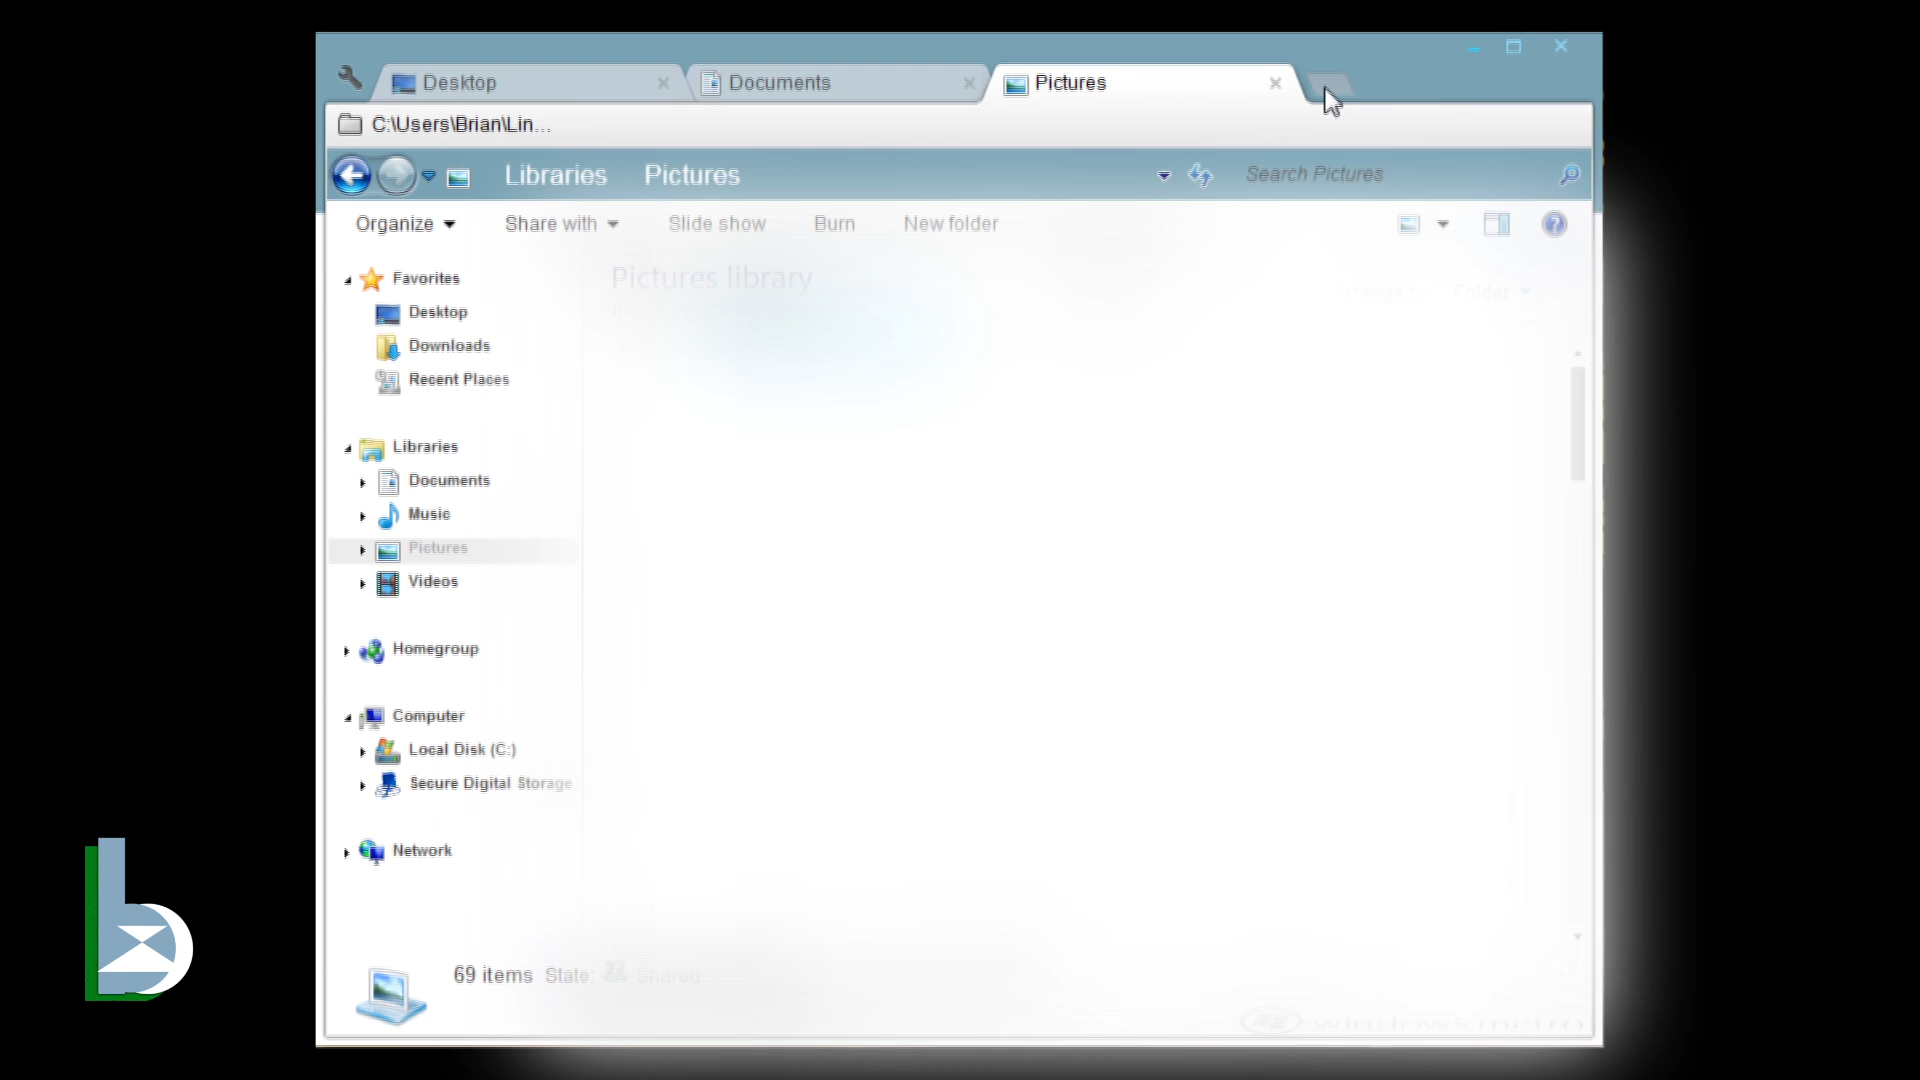 Desktop Documents Pictures
C:\Users\Brian\Lin...
Libraries Pictures Search Pictures
Organize Share with Slide show Burn New folder
Pictures library
Folder
Favorites
Desktop
Downloads
Recent Places
Libraries
Documents
Music
Pictures
Videos
Homegroup
Computer
Local Disk (C:)
Secure Digital Storage
Network
69 items State: Shared